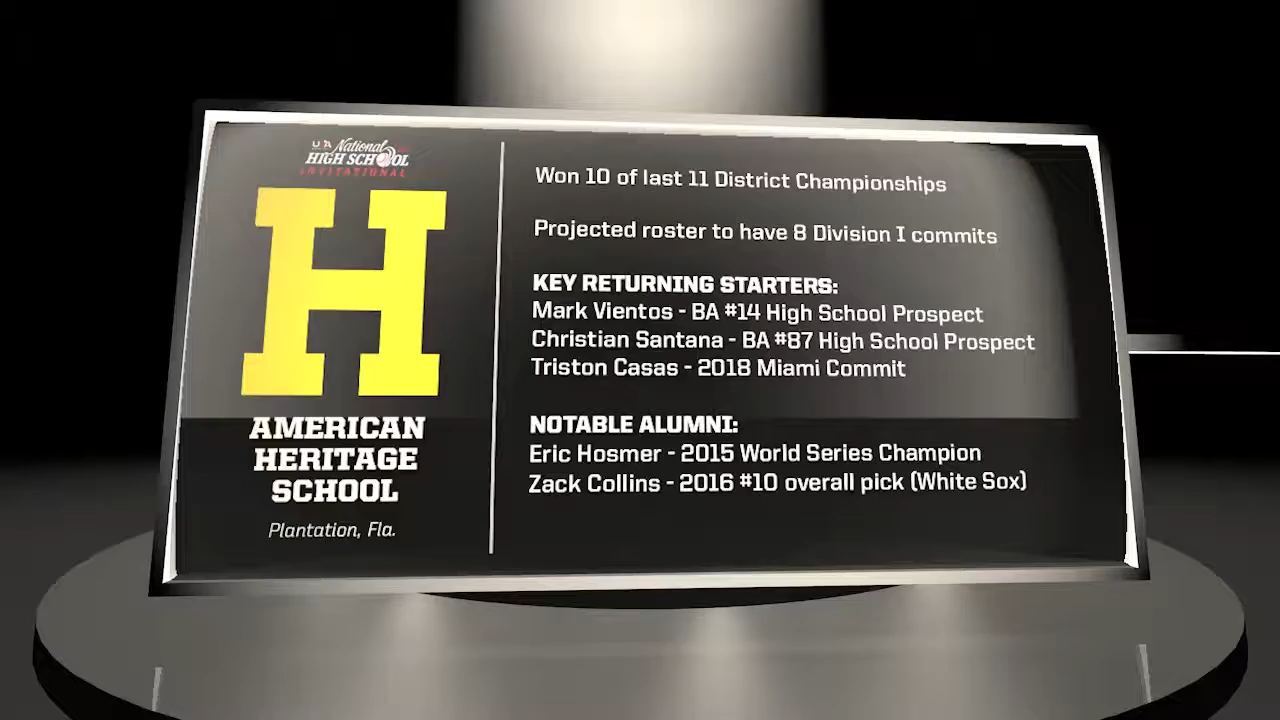 National
HIGH SCHOOL
INVITATIONAL
H
AMERICAN
HERITAGE
SCHOOL
Plantation, Fla.
Won 10 of last 11 District Championships
Projected roster to have 8 Division I commits
KEY RETURNING STARTERS:
Mark Vientos - BA #14 High School Prospect
Christian Santana - BA #87 High School Prospect
Triston Casas - 2018 Miami Commit
NOTABLE ALUMNI:
Eric Hosmer - 2015 World Series Champion
Zack Collins - 2016 #10 overall pick (White Sox)